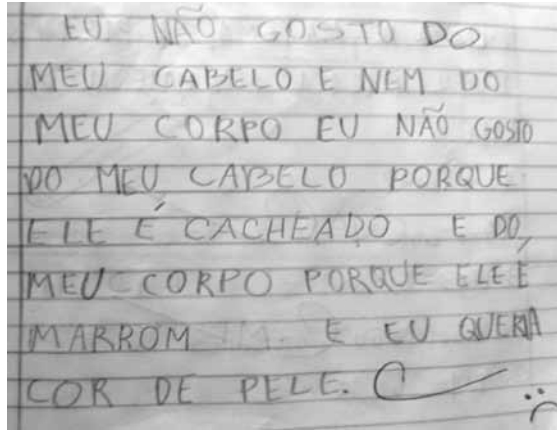 EU NÃO GOSTO DO
MEU CABELO E NEM DO
MEU CORPO EU NÃO GOSTO
DO MEU CABELO PORQUE
ELE É CACHEADO E DO
MEU CORPO PORQUE ELE É
MARROM E EU QUERIA
COR DE PELE. :(